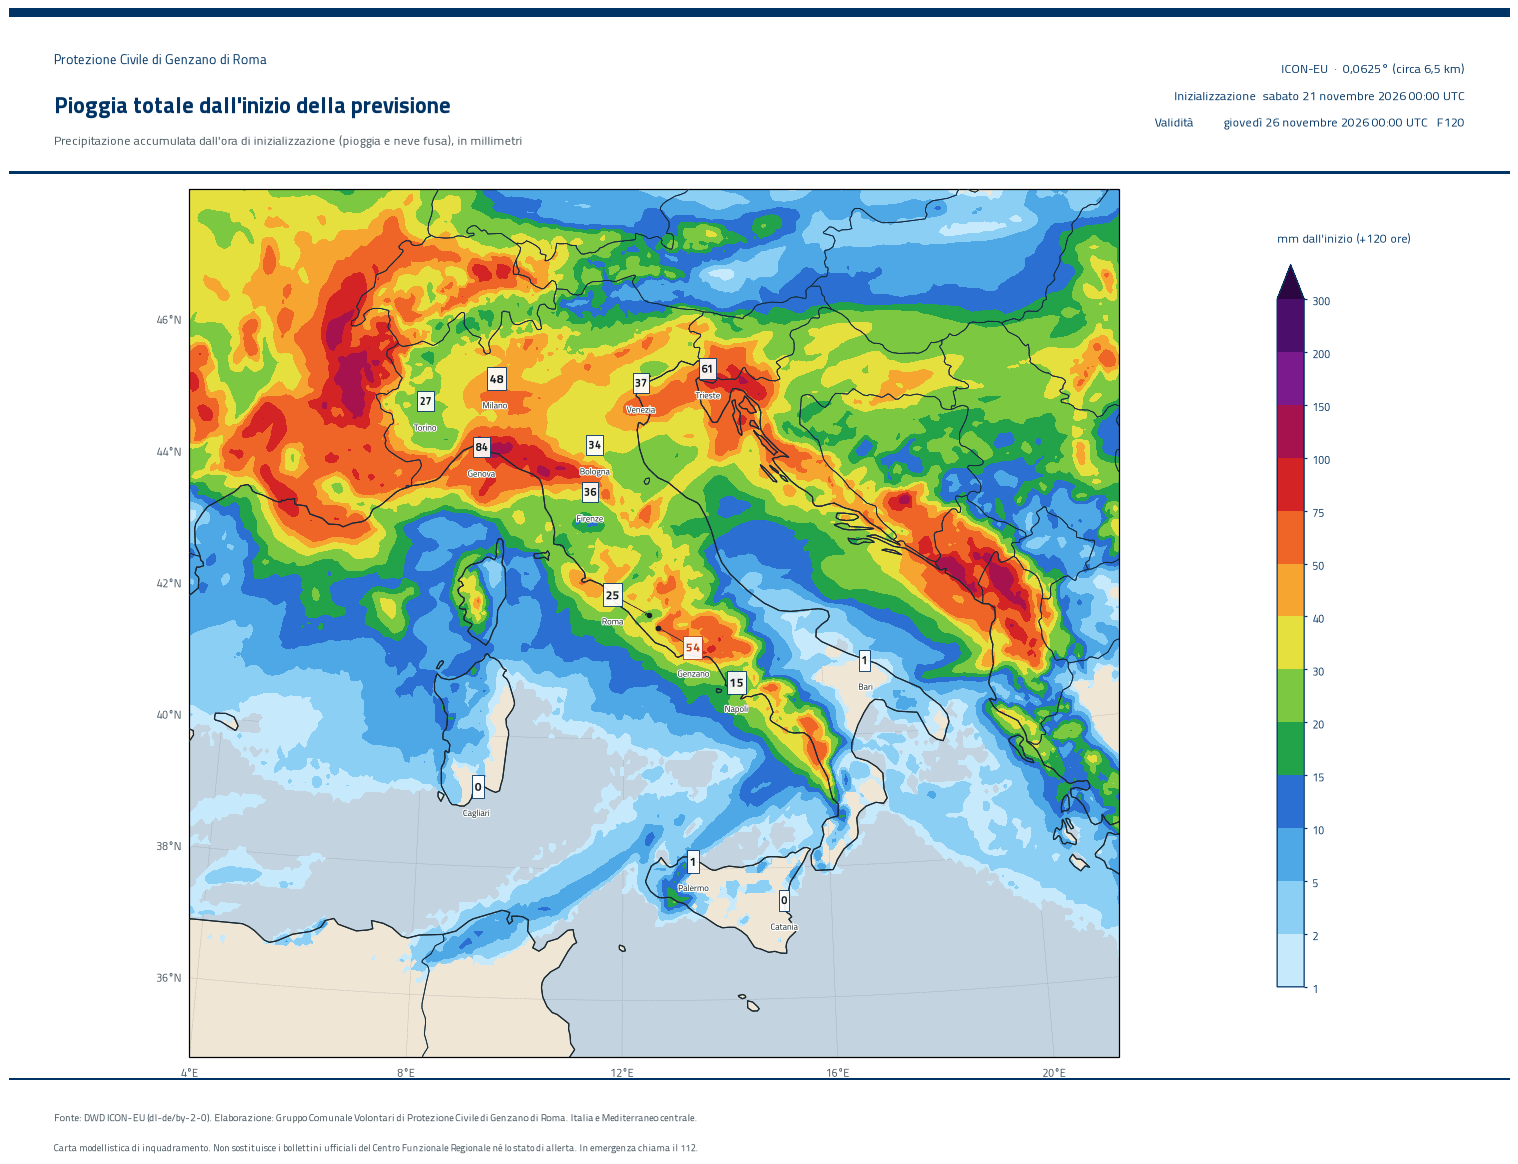 Protezione Civile di Genzano di Roma
Pioggia totale dall'inizio della previsione
Precipitazione accumulata dall'ora di inizializzazione (pioggia e neve fusa), in millimetri
ICON-EU · 0,0625° (circa 6,5 km)
Inizializzazione sabato 21 novembre 2026 00:00 UTC
Validità giovedì 26 novembre 2026 00:00 UTC F120
mm dall'inizio (+120 ore)
300
200
150
100
75
50
40
30
20
15
10
5
2
1
46°N
44°N
42°N
40°N
38°N
36°N
4°E
8°E
12°E
16°E
20°E
61
Trieste
37
Venezia
48
Milano
27
Torino
84
Genova
34
Bologna
36
Firenze
25
Roma
54
Genzano
15
Napoli
1
Bari
0
Cagliari
1
Palermo
0
Catania
Fonte: DWD ICON-EU (dl-de/by-2-0). Elaborazione: Gruppo Comunale Volontari di Protezione Civile di Genzano di Roma. Italia e Mediterraneo centrale.
Carta modellistica di inquadramento. Non sostituisce i bollettini ufficiali del Centro Funzionale Regionale né lo stato di allerta. In emergenza chiama il 112.